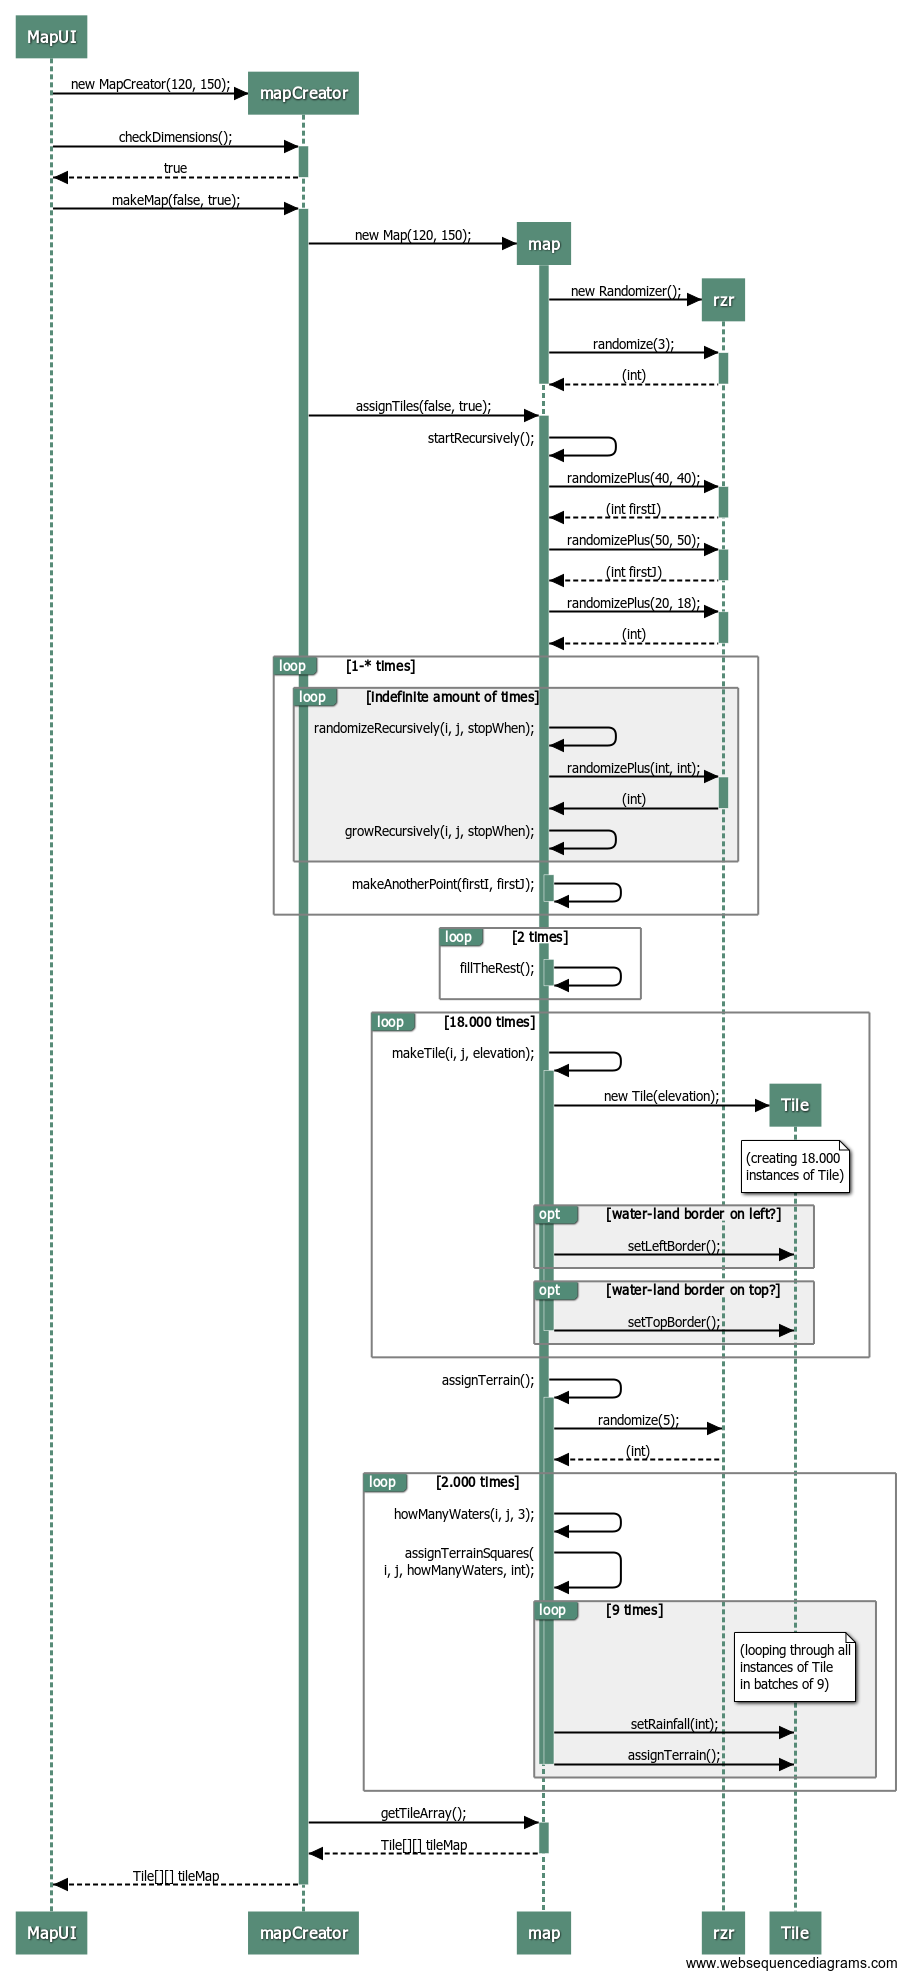 MapUI
new MapCreator(120, 150);
mapCreator
checkDimensions();
true
makeMap(false, true);
new Map(120, 150);
map
new Randomizer();
rzr
randomize(3);
(int)
assignTiles(false, true);
startRecursively();
randomizePlus(40, 40);
(int firstI)
randomizePlus(50, 50);
(int firstJ)
randomizePlus(20, 18);
(int)
loop [1-* times]
loop [indefinite amount of times]
randomizeRecursively(i, j, stopWhen);
randomizePlus(int, int);
(int)
growRecursively(i, j, stopWhen);
makeAnotherPoint(firstI, firstJ);
loop [2 times]
fillTheRest();
loop [18.000 times]
makeTile(i, j, elevation);
new Tile(elevation);
Tile
(creating 18.000
instances of Tile)
opt [water-land border on left?]
setLeftBorder();
opt [water-land border on top?]
setTopBorder();
assignTerrain();
randomize(5);
(int)
loop [2.000 times]
howManyWaters(i, j, 3);
assignTerrainSquares(
i, j, howManyWaters, int);
loop [9 times]
(looping through all
instances of Tile
in batches of 9)
setRainfall(int);
assignTerrain();
getTileArray();
Tile[][] tileMap
Tile[][] tileMap
MapUI mapCreator map rzr Tile
www.websequencediagrams.com